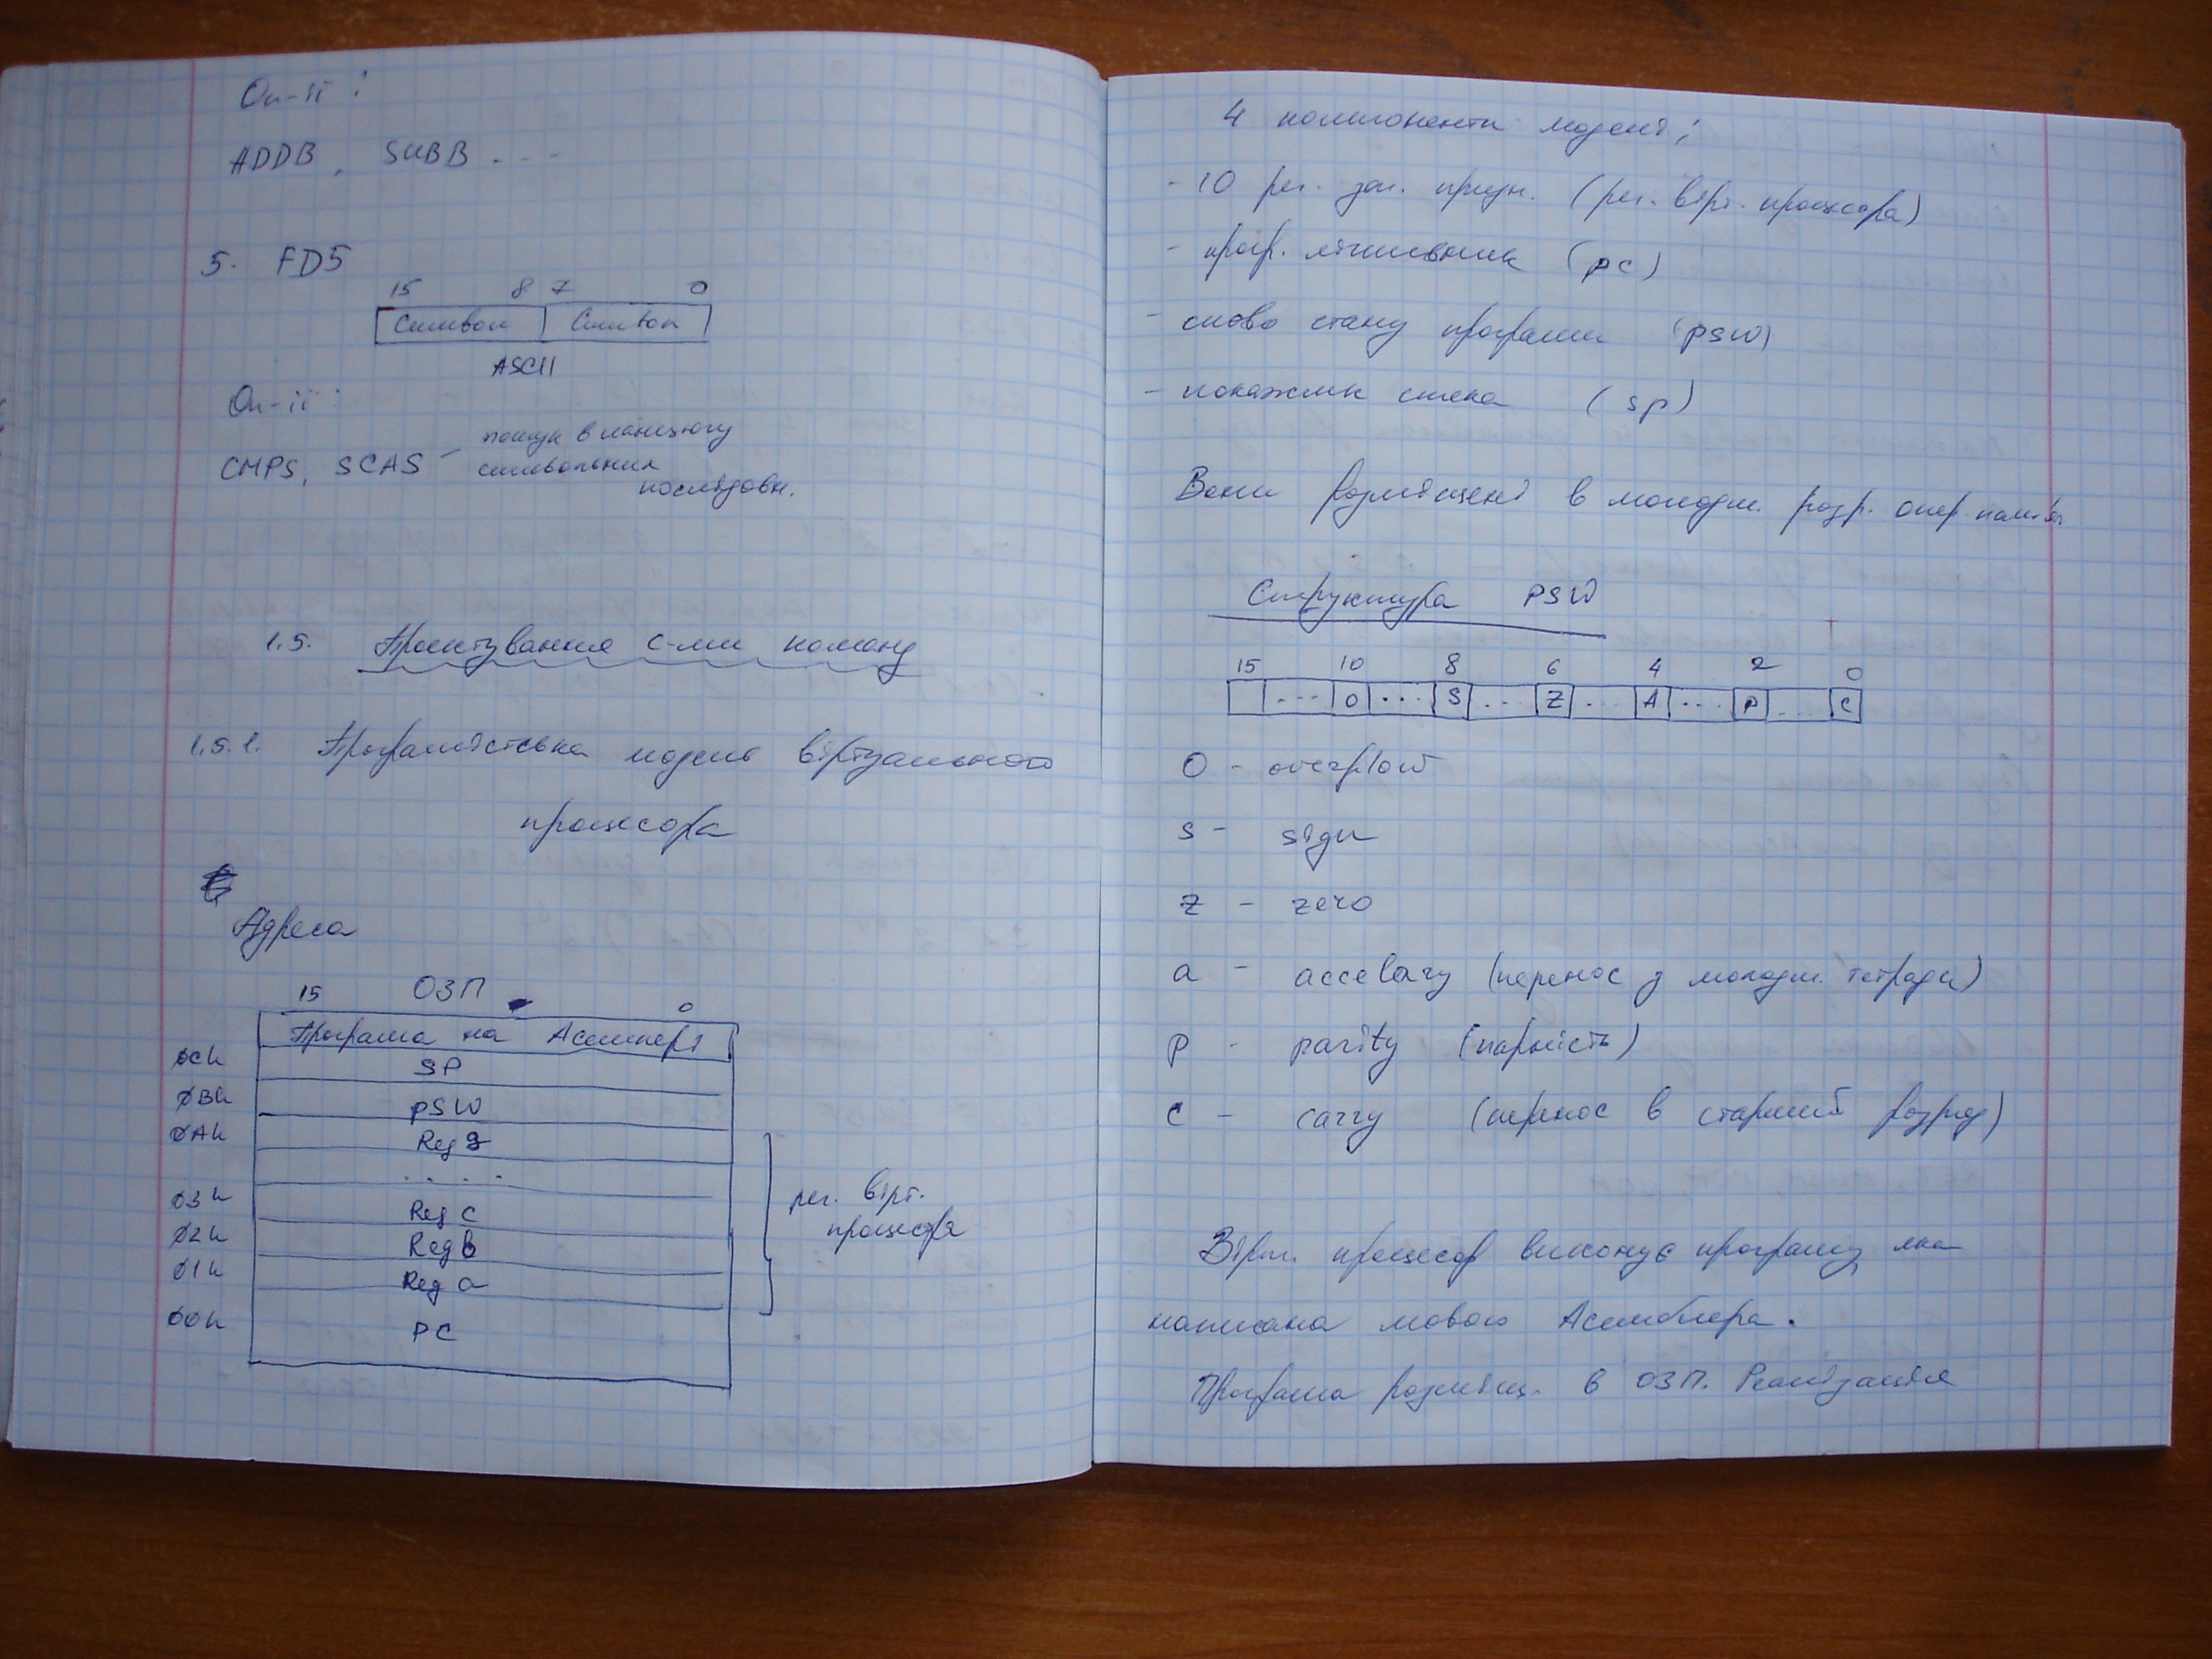 Оп-ії:
ADDB, SUBB ...
5. FD5
15 8 7 0
Символ Символ
ASCII
Оп-ії:
CMPS, SCAS – пошук в ланцюгу
символьних
послідовн.
1.5. Проектування с-ми команд
1.5.1. Програмістська модель віртуального
процесора
Адреса
15 ОЗП 0
Програма на Асемблері
0Ch SP
0Bh PSW
0Ah Reg
. . . .
03h Reg c
02h Reg b
01h Reg a
00h PC
рег. вірт.
процесора
4 компоненти моделі:
- 10 рег. заг. призн. (рег. вірт. процесора)
- прогр. лічильник (pc)
- слово стану програми (PSW)
- покажчик стека (sp)
Вони розміщені в молодш. розр. опер пам'яті
Структура PSW
15 10 8 6 4 2 0
... O ... S ... Z ... A ... P ... C
O - overflow
s - sign
z - zero
a - accelary (перенос з молодш. тетради)
p - parity (парність)
c - carry (перенос в старший розряд)
Вірт. процесор виконує програму, яка
написана мовою Асемблера.
Програма розміщ. в ОЗП. Реалізація